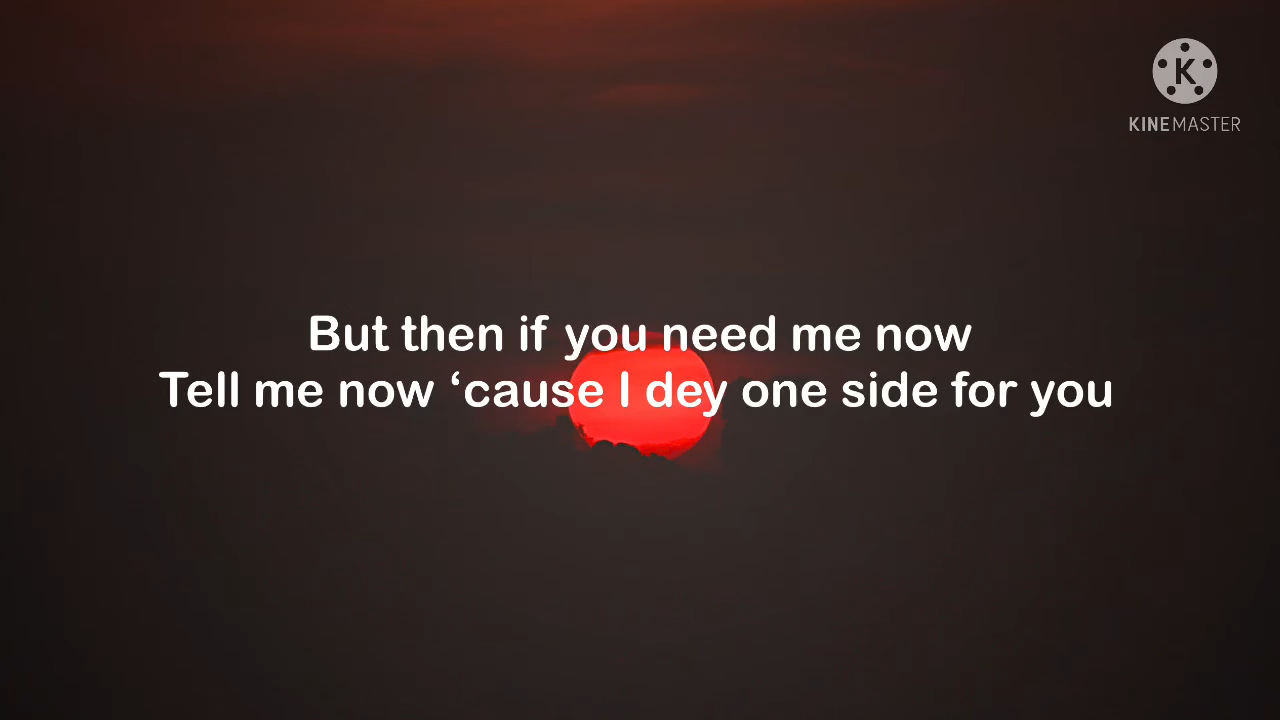 K
KINEMASTER
But then if you need me now
Tell me now ‘cause I dey one side for you